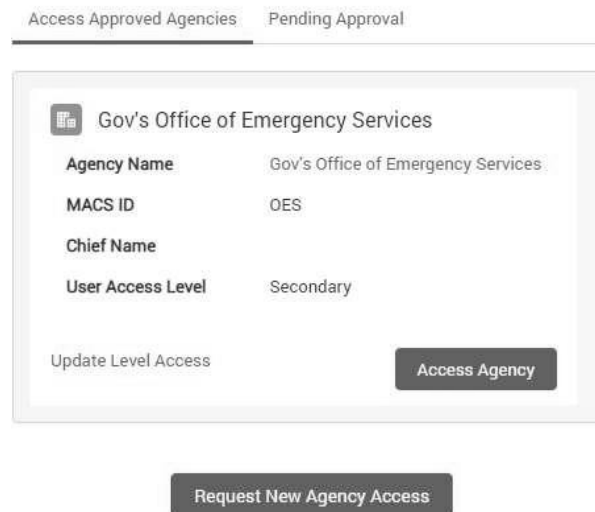 Access Approved Agencies Pending Approval
Gov's Office of Emergency Services
Agency Name Gov's Office of Emergency Services
MACS ID OES
Chief Name
User Access Level Secondary
Update Level Access Access Agency
Request New Agency Access